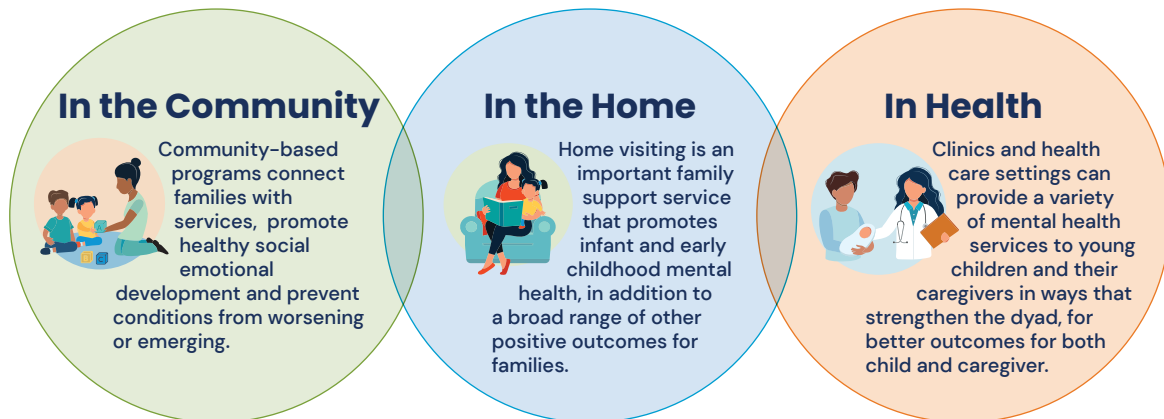 In the Community
Community-based
programs connect
families with
services, promote
healthy social
emotional
development and prevent
conditions from worsening
or emerging.
In the Home
Home visiting is an
important family
support service
that promotes
infant and early
childhood mental
health, in addition to
a broad range of other
positive outcomes for
families.
In Health
Clinics and health
care settings can
provide a variety
of mental health
services to young
children and their
caregivers in ways that
strengthen the dyad, for
better outcomes for both
child and caregiver.